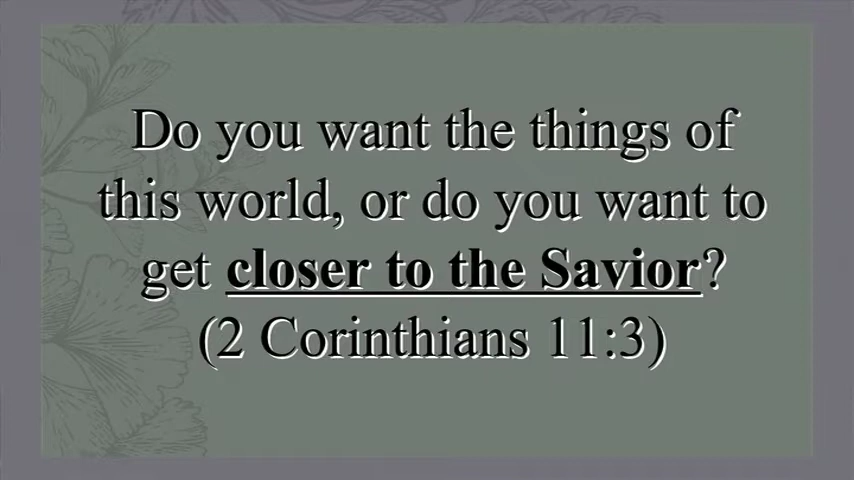 Do you want the things of
this world, or do you want to
get closer to the Savior?
(2 Corinthians 11:3)